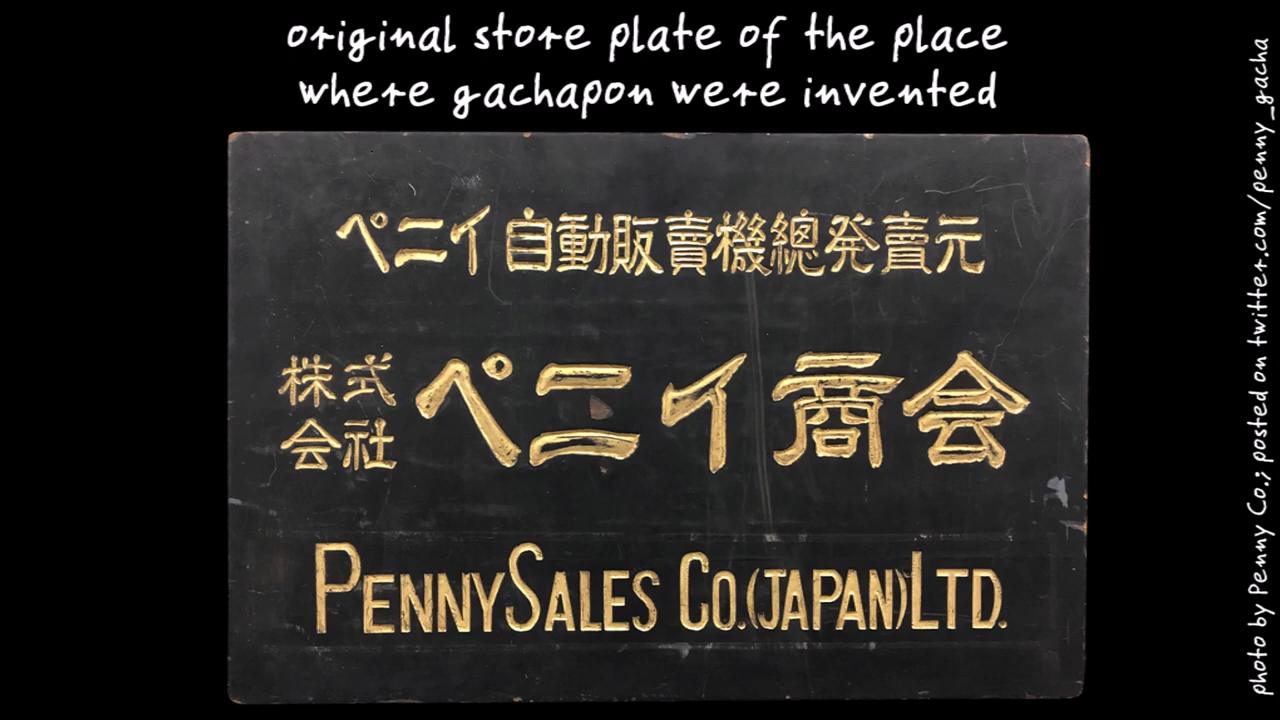 original store plate of the place
where gachapon were invented
ペニイ自動販賣機總発賣元
株式
会社
ペニイ商会
PENNYSALES CO.(JAPAN)LTD.
photo by Penny Co.; posted on twitter.com/penny_gacha